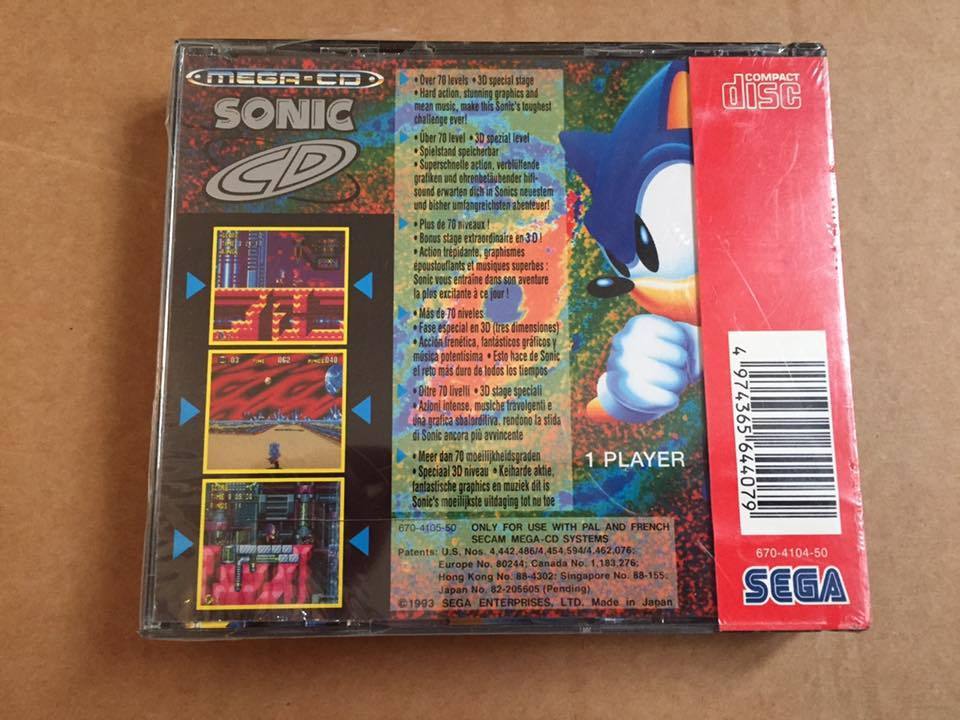 MEGA-CD
SONIC
CD
• Over 70 levels • 3D special stage
• Hard action, stunning graphics and
mean music, make this Sonic's toughest
challenge ever!
• Über 70 level • 3D spezial level
• Spielstand speicherbar
• Superschnelle action, verblüffende
grafiken und ohrenbetäubender hifi-
sound erwarten dich in Sonics neuestem
und bisher umfangreichsten abenteuer!
• Plus de 70 niveaux !
• Bonus stage extraordinaire en 3D !
• Action trépidante, graphismes
époustouflants et musiques superbes :
Sonic vous entraîne dans son aventure
la plus excitante à ce jour !
• Más de 70 niveles
• Fase especial en 3D (tres dimensiones)
• Acción frenética, fantásticos gráficos y
música potentisima • Esto hace de Sonic
el reto más duro de todos los tiempos
• Oltre 70 livelli • 3D stage speciali
• Azioni intense, musiche travolgenti e
una grafica sbalorditiva, rendono la sfida
di Sonic ancora più avvincente
• Meer dan 70 moeilijkheidsgraden
• Speciaal 3D niveau • Keiharde aktie,
fantastische graphics en muziek dit is
Sonic's moeilijkste uitdaging tot nu toe
1 PLAYER
670-4105-50 ONLY FOR USE WITH PAL AND FRENCH
SECAM MEGA-CD SYSTEMS
Patents: U.S. Nos. 4,442,486/4,454,594/4,462,076;
Europe No. 80244; Canada No. 1,183,276;
Hong Kong No. 88-4302; Singapore No. 88-155;
Japan No. 82-205605 (Pending)
©1993 SEGA ENTERPRISES, LTD. Made in Japan
COMPACT
disc
4 974365 644079
670-4104-50
SEGA